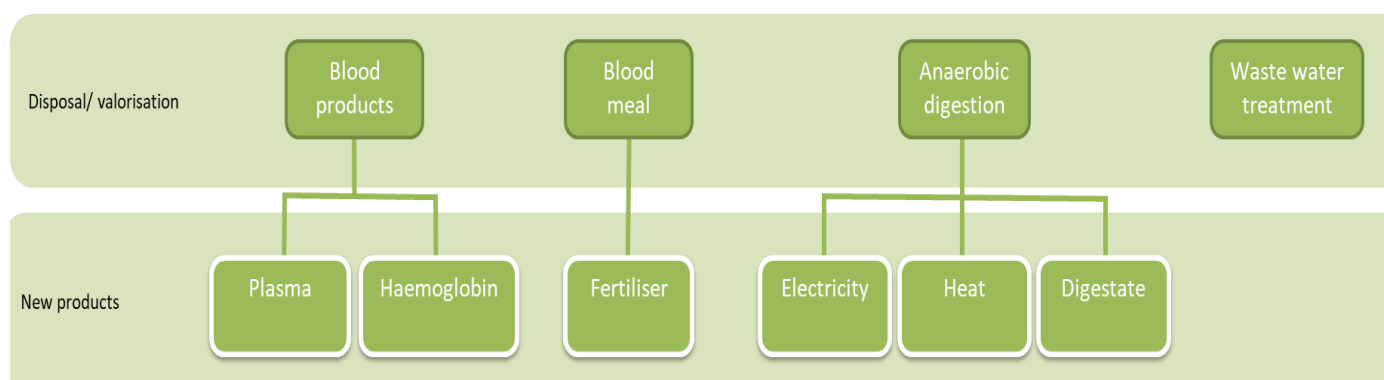 Disposal/ valorisation
Blood
products
Blood
meal
Anaerobic
digestion
Waste water
treatment
New products
Plasma
Haemoglobin
Fertiliser
Electricity
Heat
Digestate